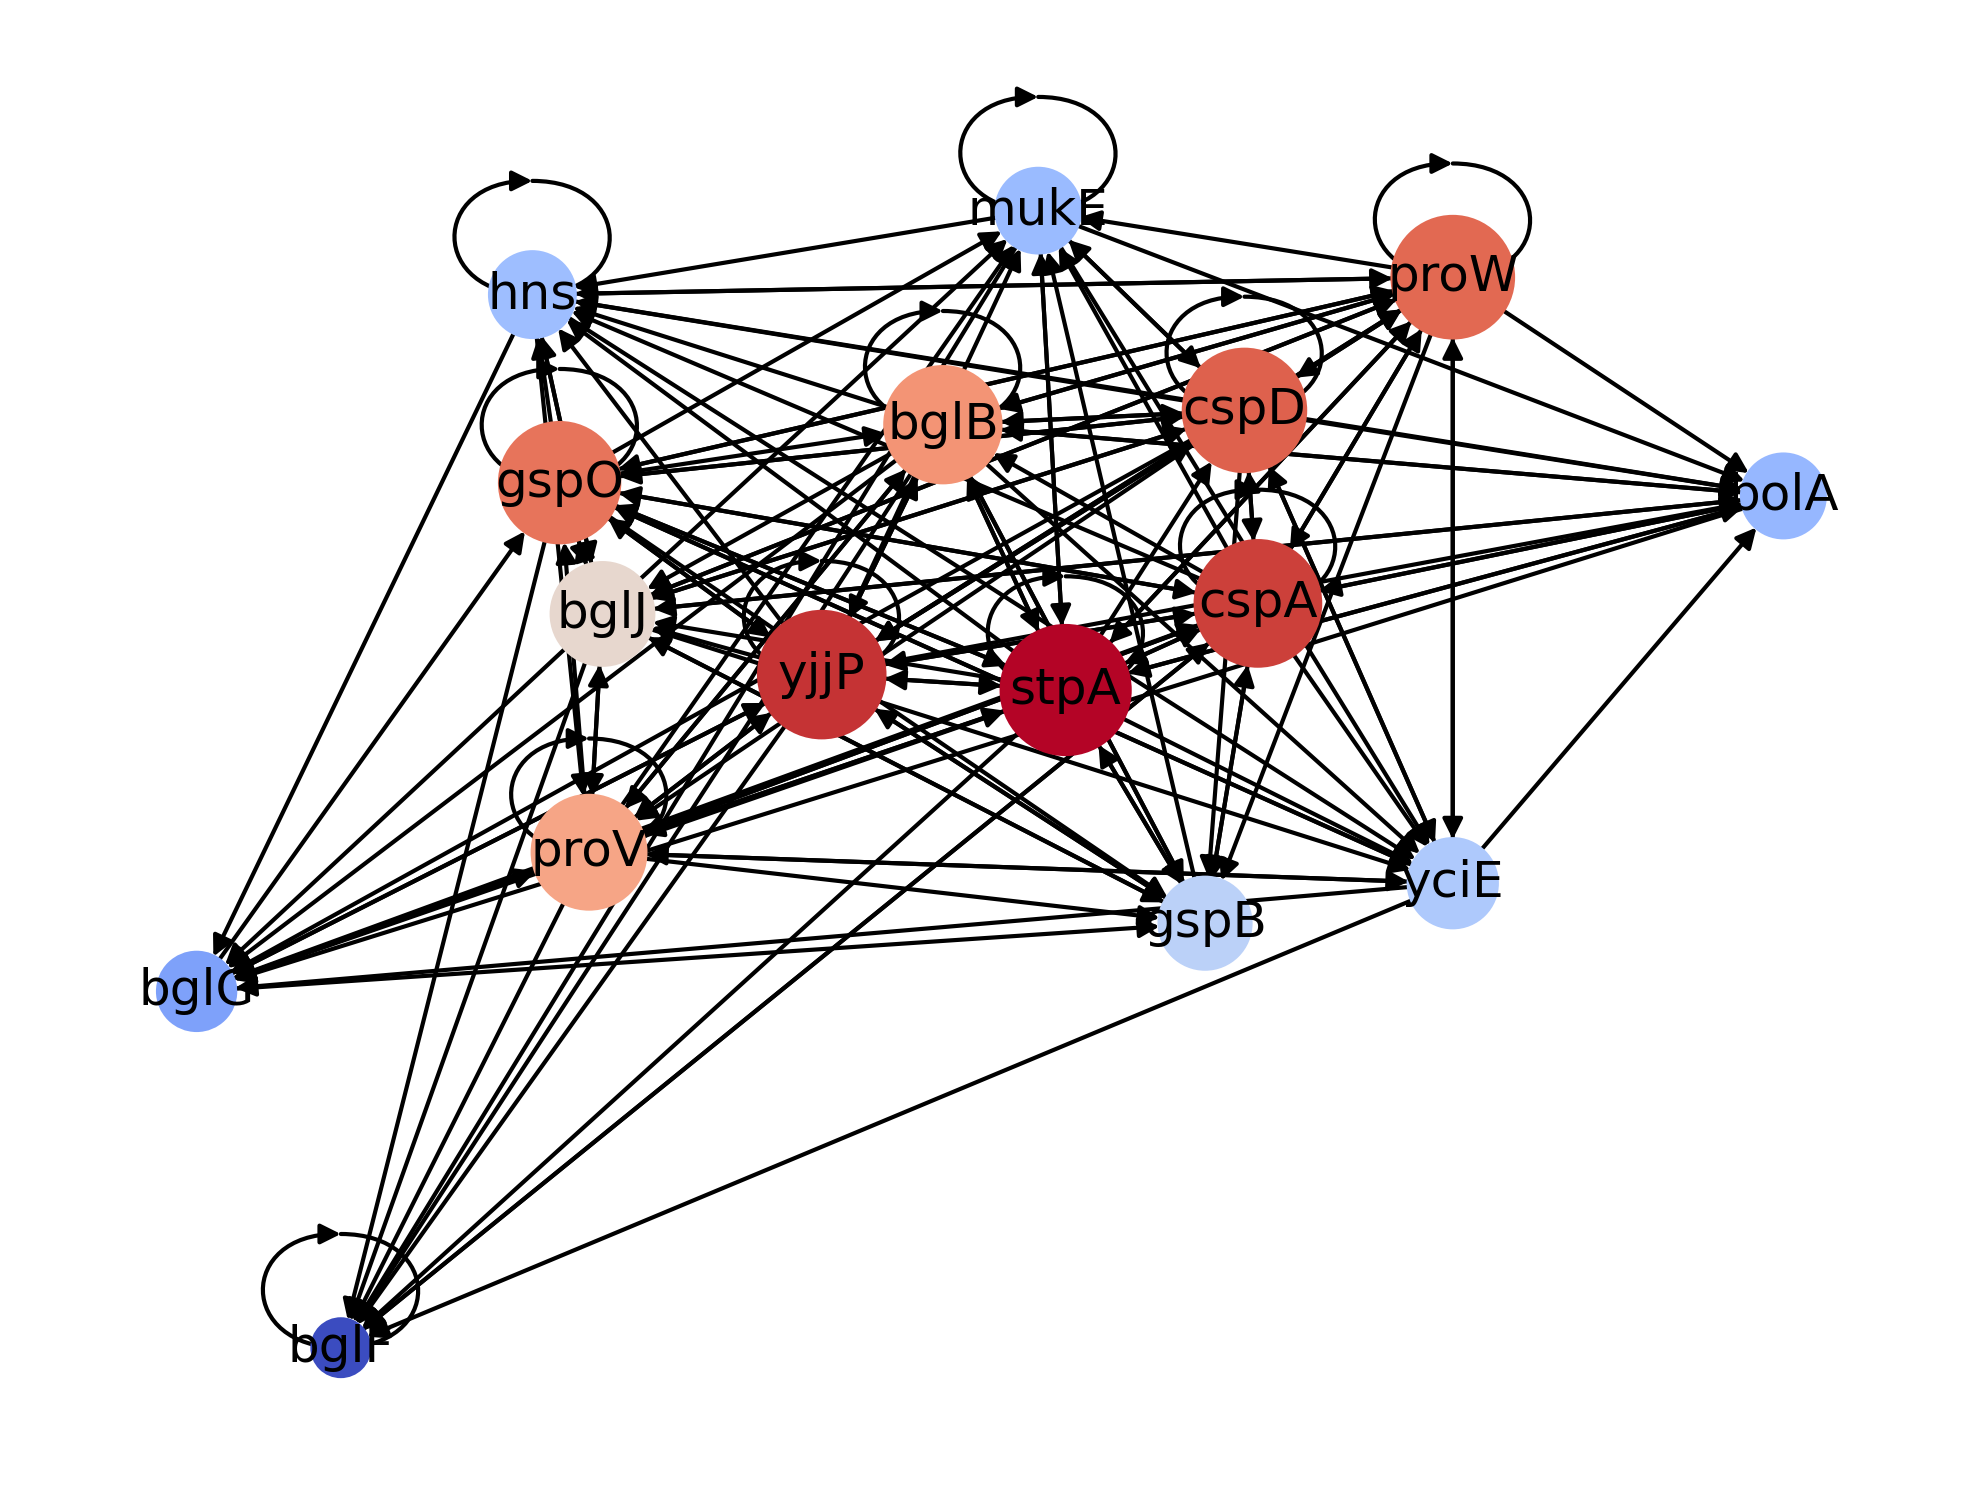 mukF
proW
hns
bglB
cspD
gspO
bolA
bglJ
cspA
yjjP
stpA
proV
yciE
gspB
bglG
bglF